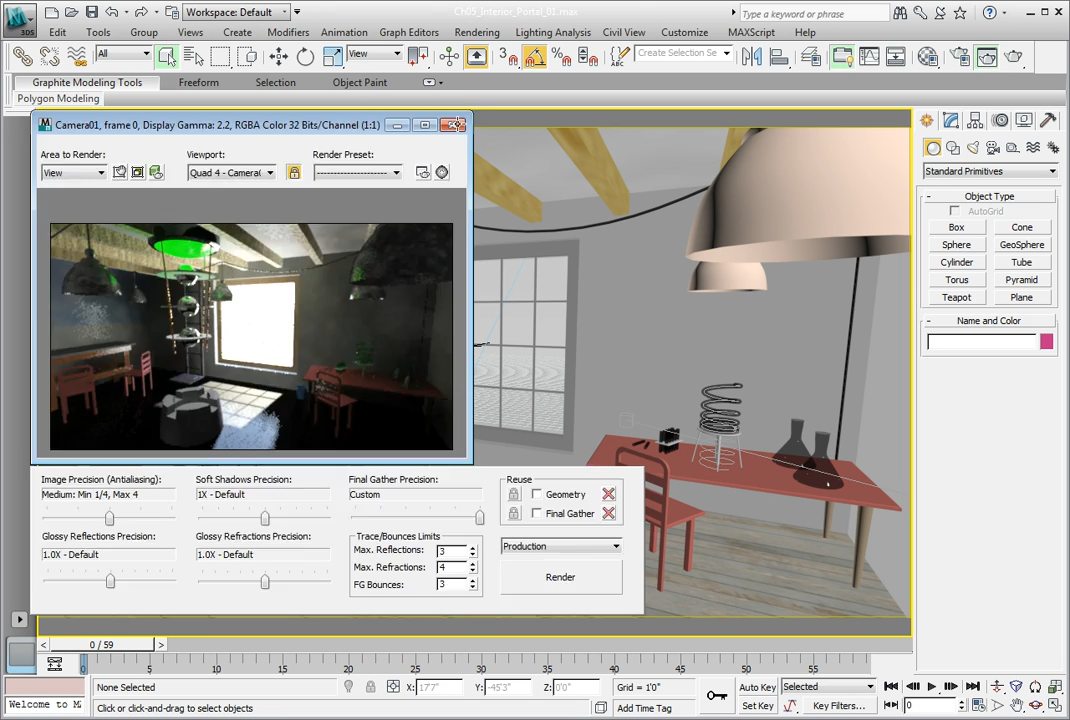 Workspace: Default
Ch05_Interior_Portal_01.max
Type a keyword or phrase
3DS
Edit Tools Group Views Create Modifiers Animation Graph Editors Rendering Lighting Analysis Civil View Customize MAXScript Help
All View Create Selection Se
Graphite Modeling Tools Freeform Selection Object Paint
Polygon Modeling
Camera01, frame 0, Display Gamma: 2.2, RGBA Color 32 Bits/Channel (1:1)
Area to Render: Viewport: Render Preset:
View Quad 4 - Camera( --------------------
Standard Primitives
Object Type
AutoGrid
Box Cone
Sphere GeoSphere
Cylinder Tube
Torus Pyramid
Teapot Plane
Name and Color
Image Precision (Antialiasing): Soft Shadows Precision: Final Gather Precision: Reuse
Medium: Min 1/4, Max 4 1X - Default Custom Geometry
Final Gather
Glossy Reflections Precision: Glossy Refractions Precision: Trace/Bounces Limits
1.0X - Default 1.0X - Default Max. Reflections: 3 Production
Max. Refractions: 4 Render
FG Bounces: 3
< 0 / 59 >
0 5 10 15 20 25 30 35 40 45 50 55
None Selected X: 17'7" Y: -45'3" Z: 0'0" Grid = 1'0" Auto Key Selected
Welcome to M Click or click-and-drag to select objects Add Time Tag Set Key Key Filters... 0